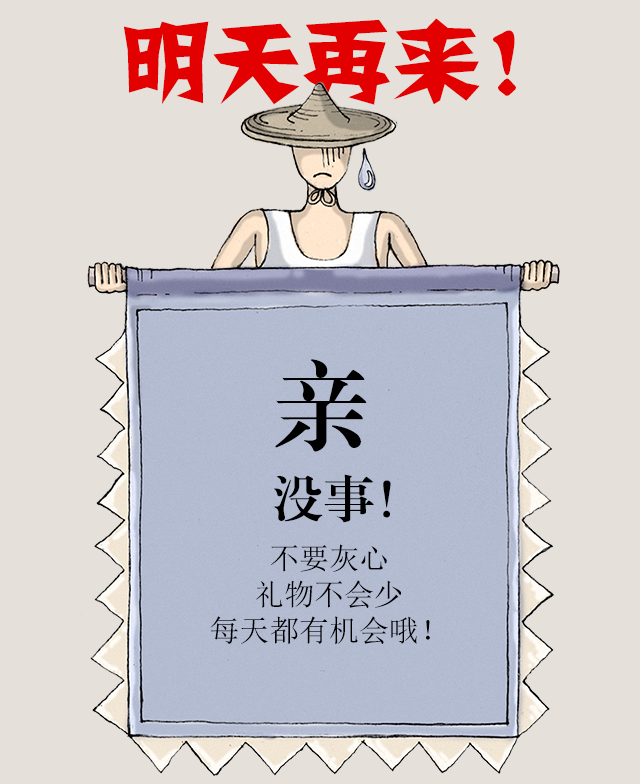 明天再来！
亲
没事！
不要灰心
礼物不会少
每天都有机会哦！